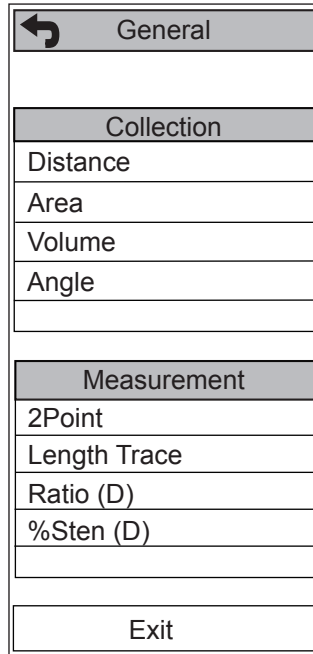 General
Collection
Distance
Area
Volume
Angle
Measurement
2Point
Length Trace
Ratio (D)
%Sten (D)
Exit